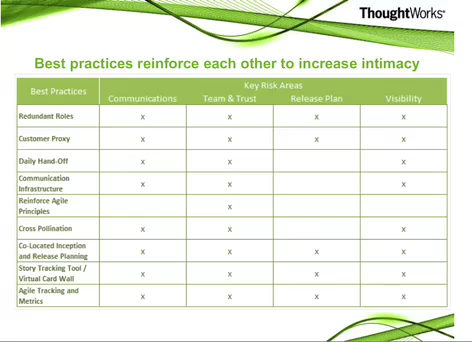 ThoughtWorks®
Best practices reinforce each other to increase intimacy
Best Practices
Key Risk Areas
Communications Team & Trust Release Plan Visibility
Redundant Roles x x x x
Customer Proxy x x x x
Daily Hand-Off x x x
Communication
Infrastructure x x x
Reinforce Agile
Principles x
Cross Pollination x x x
Co-Located Inception
and Release Planning x x x x
Story Tracking Tool /
Virtual Card Wall x x x x
Agile Tracking and
Metrics x x x x